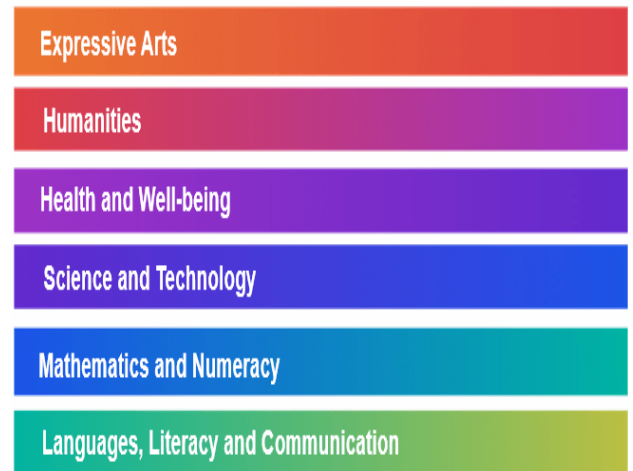 Expressive Arts
Humanities
Health and Well-being
Science and Technology
Mathematics and Numeracy
Languages, Literacy and Communication